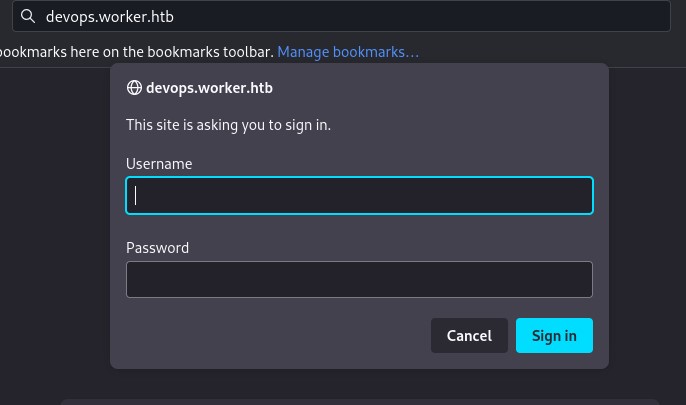 devops.worker.htb
bookmarks here on the bookmarks toolbar. Manage bookmarks…
devops.worker.htb
This site is asking you to sign in.
Username
Password
Cancel
Sign in